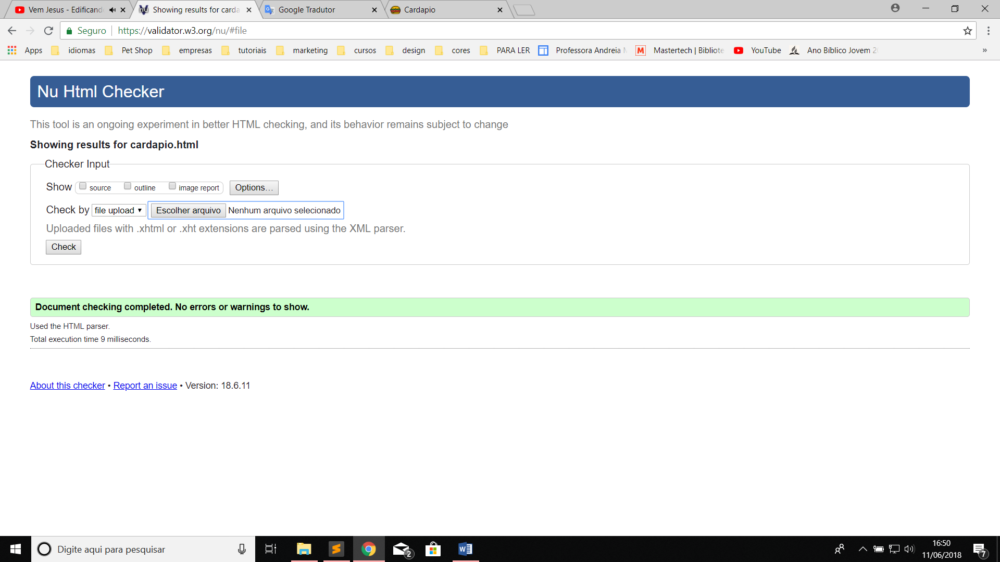 Vem Jesus - Edificand
Showing results for carda
Google Tradutor
Cardapio
Seguro
https://validator.w3.org/nu/#file
Apps idiomas Pet Shop empresas tutoriais marketing cursos design cores PARA LER Professora Andreia M Mastertech | Bibliote YouTube Ano Bíblico Jovem 20 »
Nu Html Checker
This tool is an ongoing experiment in better HTML checking, and its behavior remains subject to change
Showing results for cardapio.html
Checker Input
Show source outline image report Options...
Check by file upload Escolher arquivo Nenhum arquivo selecionado
Uploaded files with .xhtml or .xht extensions are parsed using the XML parser.
Check
Document checking completed. No errors or warnings to show.
Used the HTML parser.
Total execution time 9 milliseconds.
About this checker • Report an issue • Version: 18.6.11
Digite aqui para pesquisar
2
16:50
11/06/2018
7